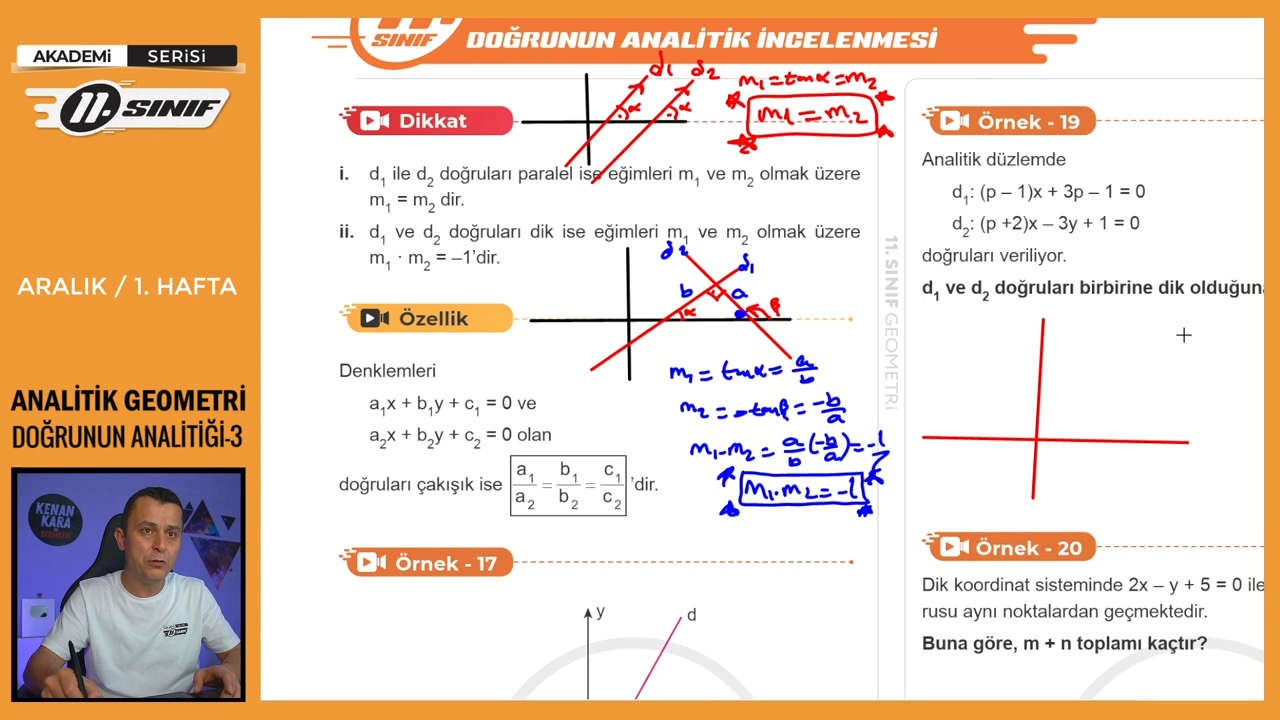 AKADEMİ SERİSİ
11. SINIF
ARALIK / 1. HAFTA
ANALİTİK GEOMETRİ
DOĞRUNUN ANALİTİĞİ-3
KENAN
KARA
GEOMETRİ
SINIF
DOĞRUNUN ANALİTİK İNCELENMESİ
d1 d2
α α
m1 = tanα = m2
m1 = m2
Dikkat
i. d1 ile d2 doğruları paralel ise eğimleri m1 ve m2 olmak üzere
m1 = m2 dir.
ii. d1 ve d2 doğruları dik ise eğimleri m1 ve m2 olmak üzere
m1 · m2 = –1'dir.
d2 d1
b a
α β
Özellik
Denklemleri
a1x + b1y + c1 = 0 ve
a2x + b2y + c2 = 0 olan
doğruları çakışık ise a1/a2 = b1/b2 = c1/c2 'dir.
m1 = tanα = a/b
m2 = -tanβ = -b/a
m1·m2 = a/b (-b/a) = -1
m1·m2 = -1
Örnek - 17
y
d
11. SINIF GEOMETRİ
Örnek - 19
Analitik düzlemde
d1: (p – 1)x + 3p – 1 = 0
d2: (p +2)x – 3y + 1 = 0
doğruları veriliyor.
d1 ve d2 doğruları birbirine dik olduğuna
Örnek - 20
Dik koordinat sisteminde 2x – y + 5 = 0 ile
rusu aynı noktalardan geçmektedir.
Buna göre, m + n toplamı kaçtır?